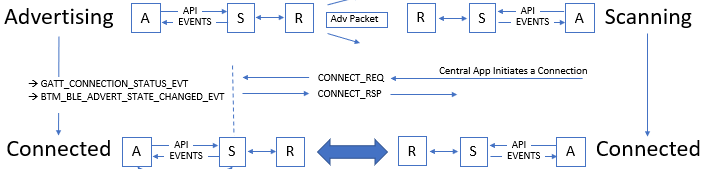 Advertising A API EVENTS S R Adv Packet R S API EVENTS A Scanning
Central App Initiates a Connection
CONNECT_REQ
→ GATT_CONNECTION_STATUS_EVT
→ BTM_BLE_ADVERT_STATE_CHANGED_EVT
CONNECT_RSP
Connected A API EVENTS S R R S API EVENTS A Connected